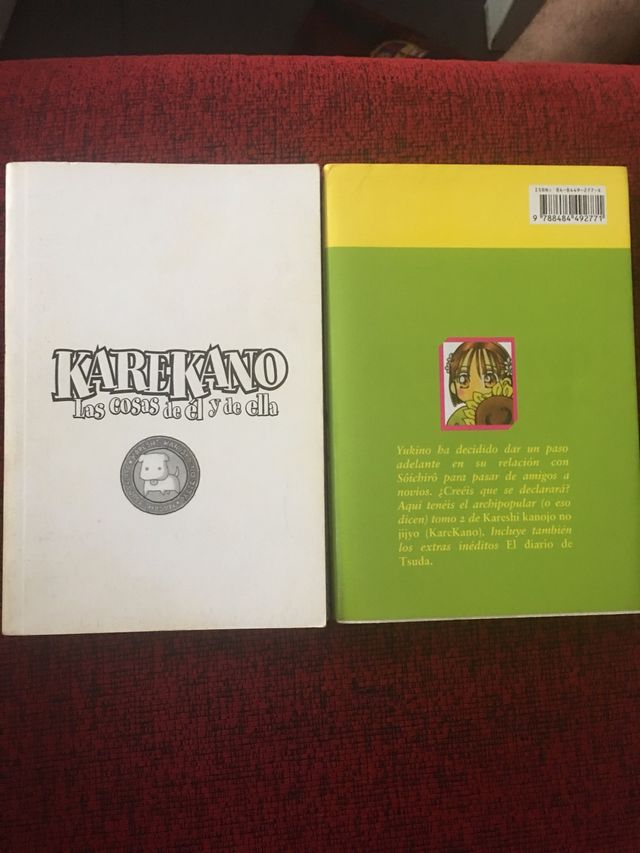 KAREKANO
Las cosas de él y de ella
ISBN: 84-8449-277-4
9 788484 492771
Yukino ha decidido dar un paso
adelante en su relación con
Sôichirô para pasar de amigos a
novios. ¿Creéis que se declarará?
Aquí tenéis el archipopular (o eso
dicen) tomo 2 de Kareshi kanojo no
jijyo (KareKano). Incluye también
los extras inéditos El diario de
Tsuda.